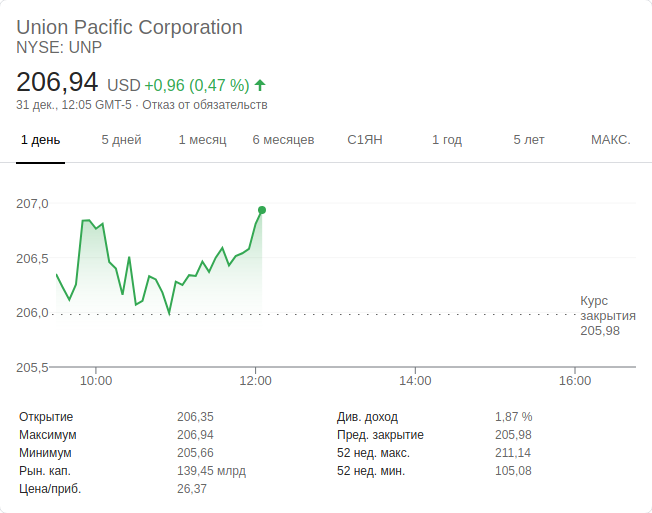 Union Pacific Corporation
NYSE: UNP
206,94 USD +0,96 (0,47 %)
31 дек., 12:05 GMT-5 · Отказ от обязательств
1 день 5 дней 1 месяц 6 месяцев С1ЯН 1 год 5 лет МАКС.
207,0
206,5
206,0
Курс
закрытия
205,98
205,5
10:00 12:00 14:00 16:00
Открытие 206,35 Див. доход 1,87 %
Максимум 206,94 Пред. закрытие 205,98
Минимум 205,66 52 нед. макс. 211,14
Рын. кап. 139,45 млрд 52 нед. мин. 105,08
Цена/приб. 26,37